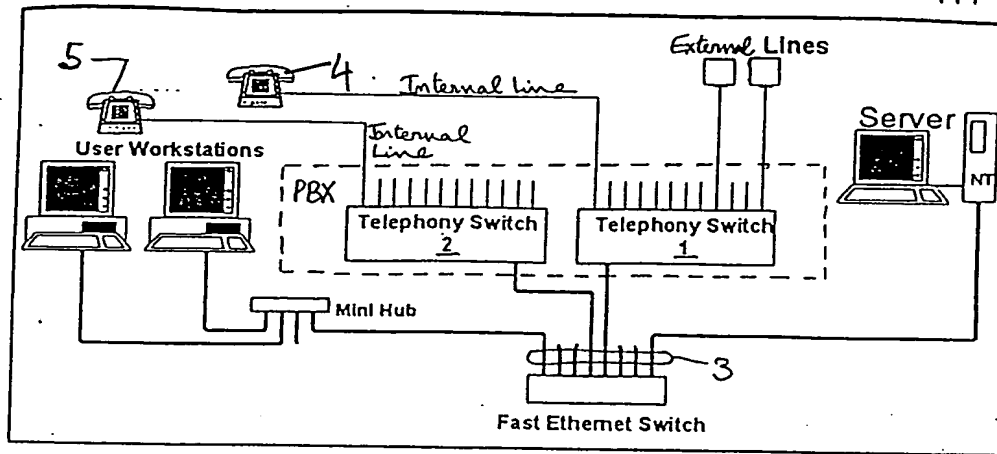 External Lines
5
4
Internal Line
Server
Internal
Line
User Workstations
PBX
NT
Telephony Switch
2
Telephony Switch
1
Mini Hub
3
Fast Ethernet Switch